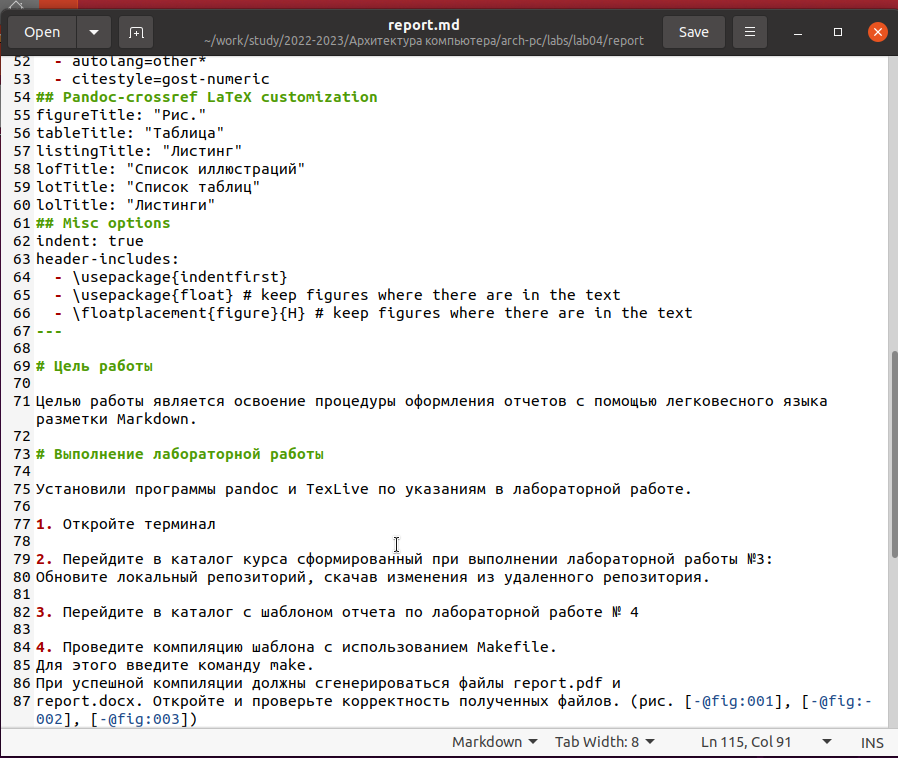 Open
report.md
~/work/study/2022-2023/Архитектура компьютера/arch-pc/labs/lab04/report
Save
52   - autolang=other*
53   - citestyle=gost-numeric
54 ## Pandoc-crossref LaTeX customization
55 figureTitle: "Рис."
56 tableTitle: "Таблица"
57 listingTitle: "Листинг"
58 lofTitle: "Список иллюстраций"
59 lotTitle: "Список таблиц"
60 lolTitle: "Листинги"
61 ## Misc options
62 indent: true
63 header-includes:
64   - \usepackage{indentfirst}
65   - \usepackage{float} # keep figures where there are in the text
66   - \floatplacement{figure}{H} # keep figures where there are in the text
67 ---
68
69 # Цель работы
70
71 Целью работы является освоение процедуры оформления отчетов с помощью легковесного языка
разметки Markdown.
72
73 # Выполнение лабораторной работы
74
75 Установили программы pandoc и TexLive по указаниям в лабораторной работе.
76
77 1. Откройте терминал
78
79 2. Перейдите в каталог курса сформированный при выполнении лабораторной работы №3:
80 Обновите локальный репозиторий, скачав изменения из удаленного репозитория.
81
82 3. Перейдите в каталог с шаблоном отчета по лабораторной работе № 4
83
84 4. Проведите компиляцию шаблона с использованием Makefile.
85 Для этого введите команду make.
86 При успешной компиляции должны сгенерироваться файлы report.pdf и
87 report.docx. Откройте и проверьте корректность полученных файлов. (рис. [-@fig:001], [-@fig:-
002], [-@fig:003])
Markdown
Tab Width: 8
Ln 115, Col 91
INS